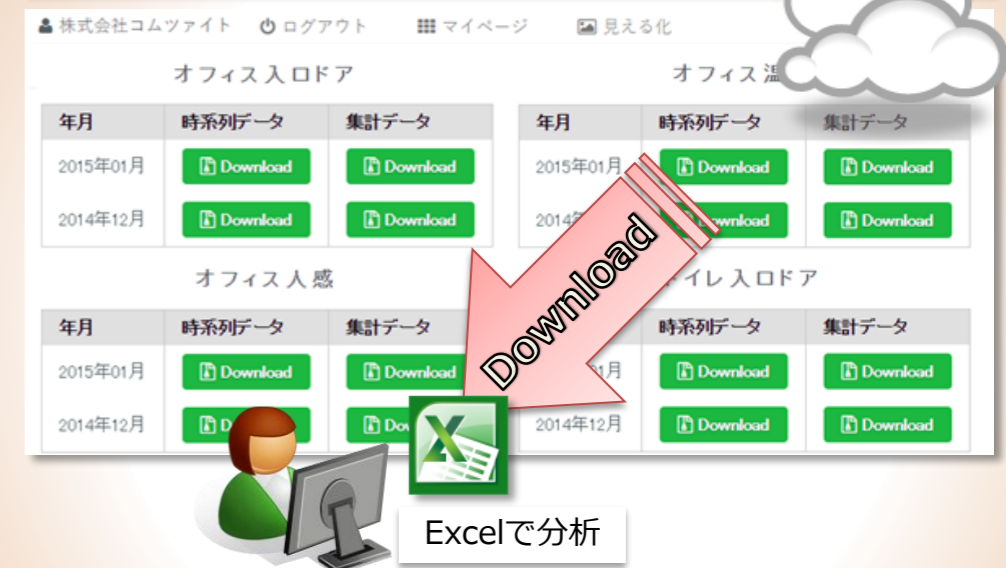 株式会社コムツァイト ログアウト マイページ 見える化
オフィス入口ドア
年月 時系列データ 集計データ
2015年01月 Download Download
2014年12月 Download Download
オフィス温
年月 時系列データ 集計データ
2015年01月 Download Download
2014年 Download Download
オフィス人感
年月 時系列データ 集計データ
2015年01月 Download Download
2014年12月
イレ入口ドア
時系列データ 集計データ
01月 Download Download
2014年12月 Download Download
Download
Excelで分析